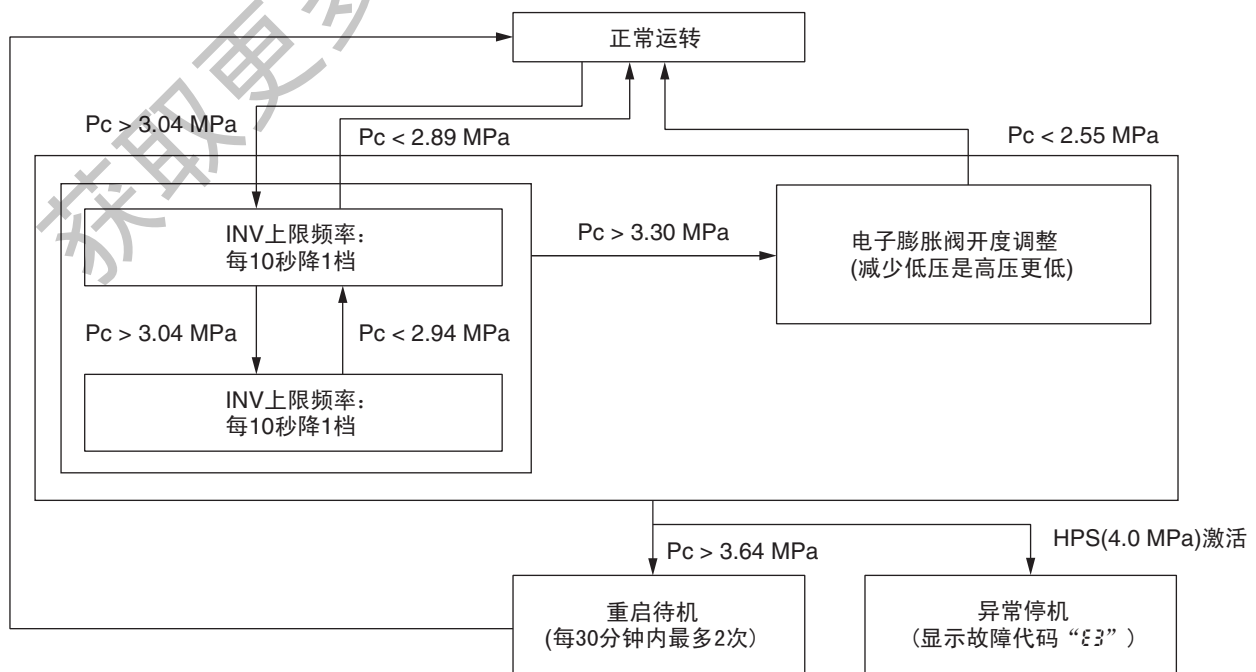 获取更多
正常运转
Pc > 3.04 MPa
Pc < 2.89 MPa
Pc < 2.55 MPa
INV上限频率：
每10秒降1档
Pc > 3.30 MPa
电子膨胀阀开度调整
(减少低压是高压更低)
Pc > 3.04 MPa
Pc < 2.94 MPa
INV上限频率：
每10秒降1档
Pc > 3.64 MPa
HPS(4.0 MPa)激活
重启待机
(每30分钟内最多2次)
异常停机
(显示故障代码“E3”)